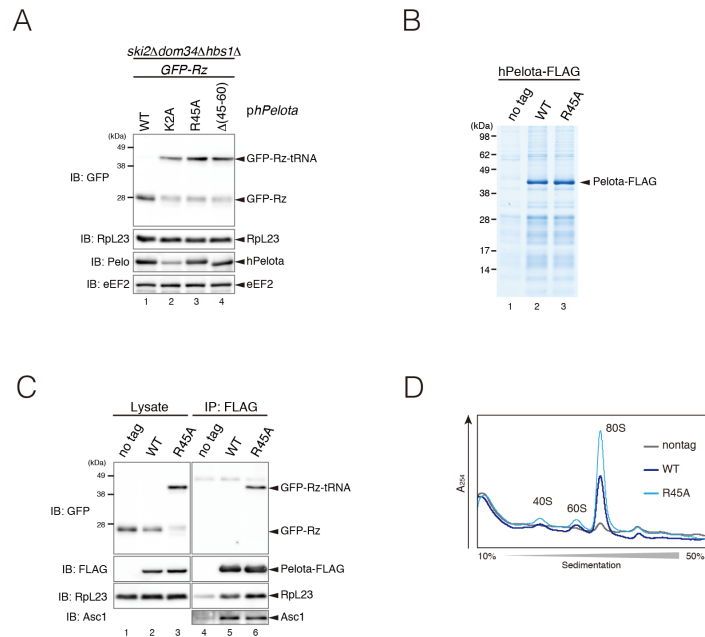 A
ski2Δdom34Δhbs1Δ
GFP-Rz
WT K2A R45A Δ(45-60) phPelota
(kDa)
49
38
28
IB: GFP
GFP-Rz-tRNA
GFP-Rz
IB: RpL23 RpL23
IB: Pelo hPelota
IB: eEF2 eEF2
1 2 3 4
B
hPelota-FLAG
no tag WT R45A
(kDa)
98
62
49
38
28
17
14
Pelota-FLAG
1 2 3
C
Lysate IP: FLAG
no tag WT R45A no tag WT R45A
(kDa)
49
38
28
IB: GFP
GFP-Rz-tRNA
GFP-Rz
IB: FLAG Pelota-FLAG
IB: RpL23 RpL23
IB: Asc1 Asc1
1 2 3 4 5 6
D
A254
40S 60S 80S
nontag
WT
R45A
10% 50%
Sedimentation